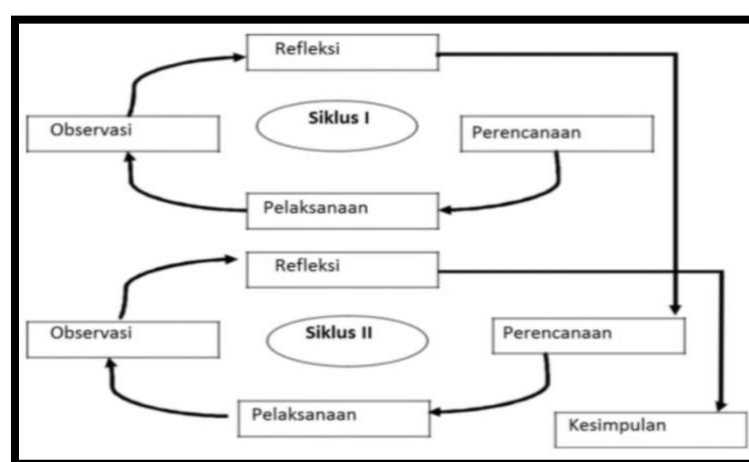 Refleksi
Observasi
Siklus I
Perencanaan
Pelaksanaan
Refleksi
Observasi
Siklus II
Perencanaan
Pelaksanaan
Kesimpulan